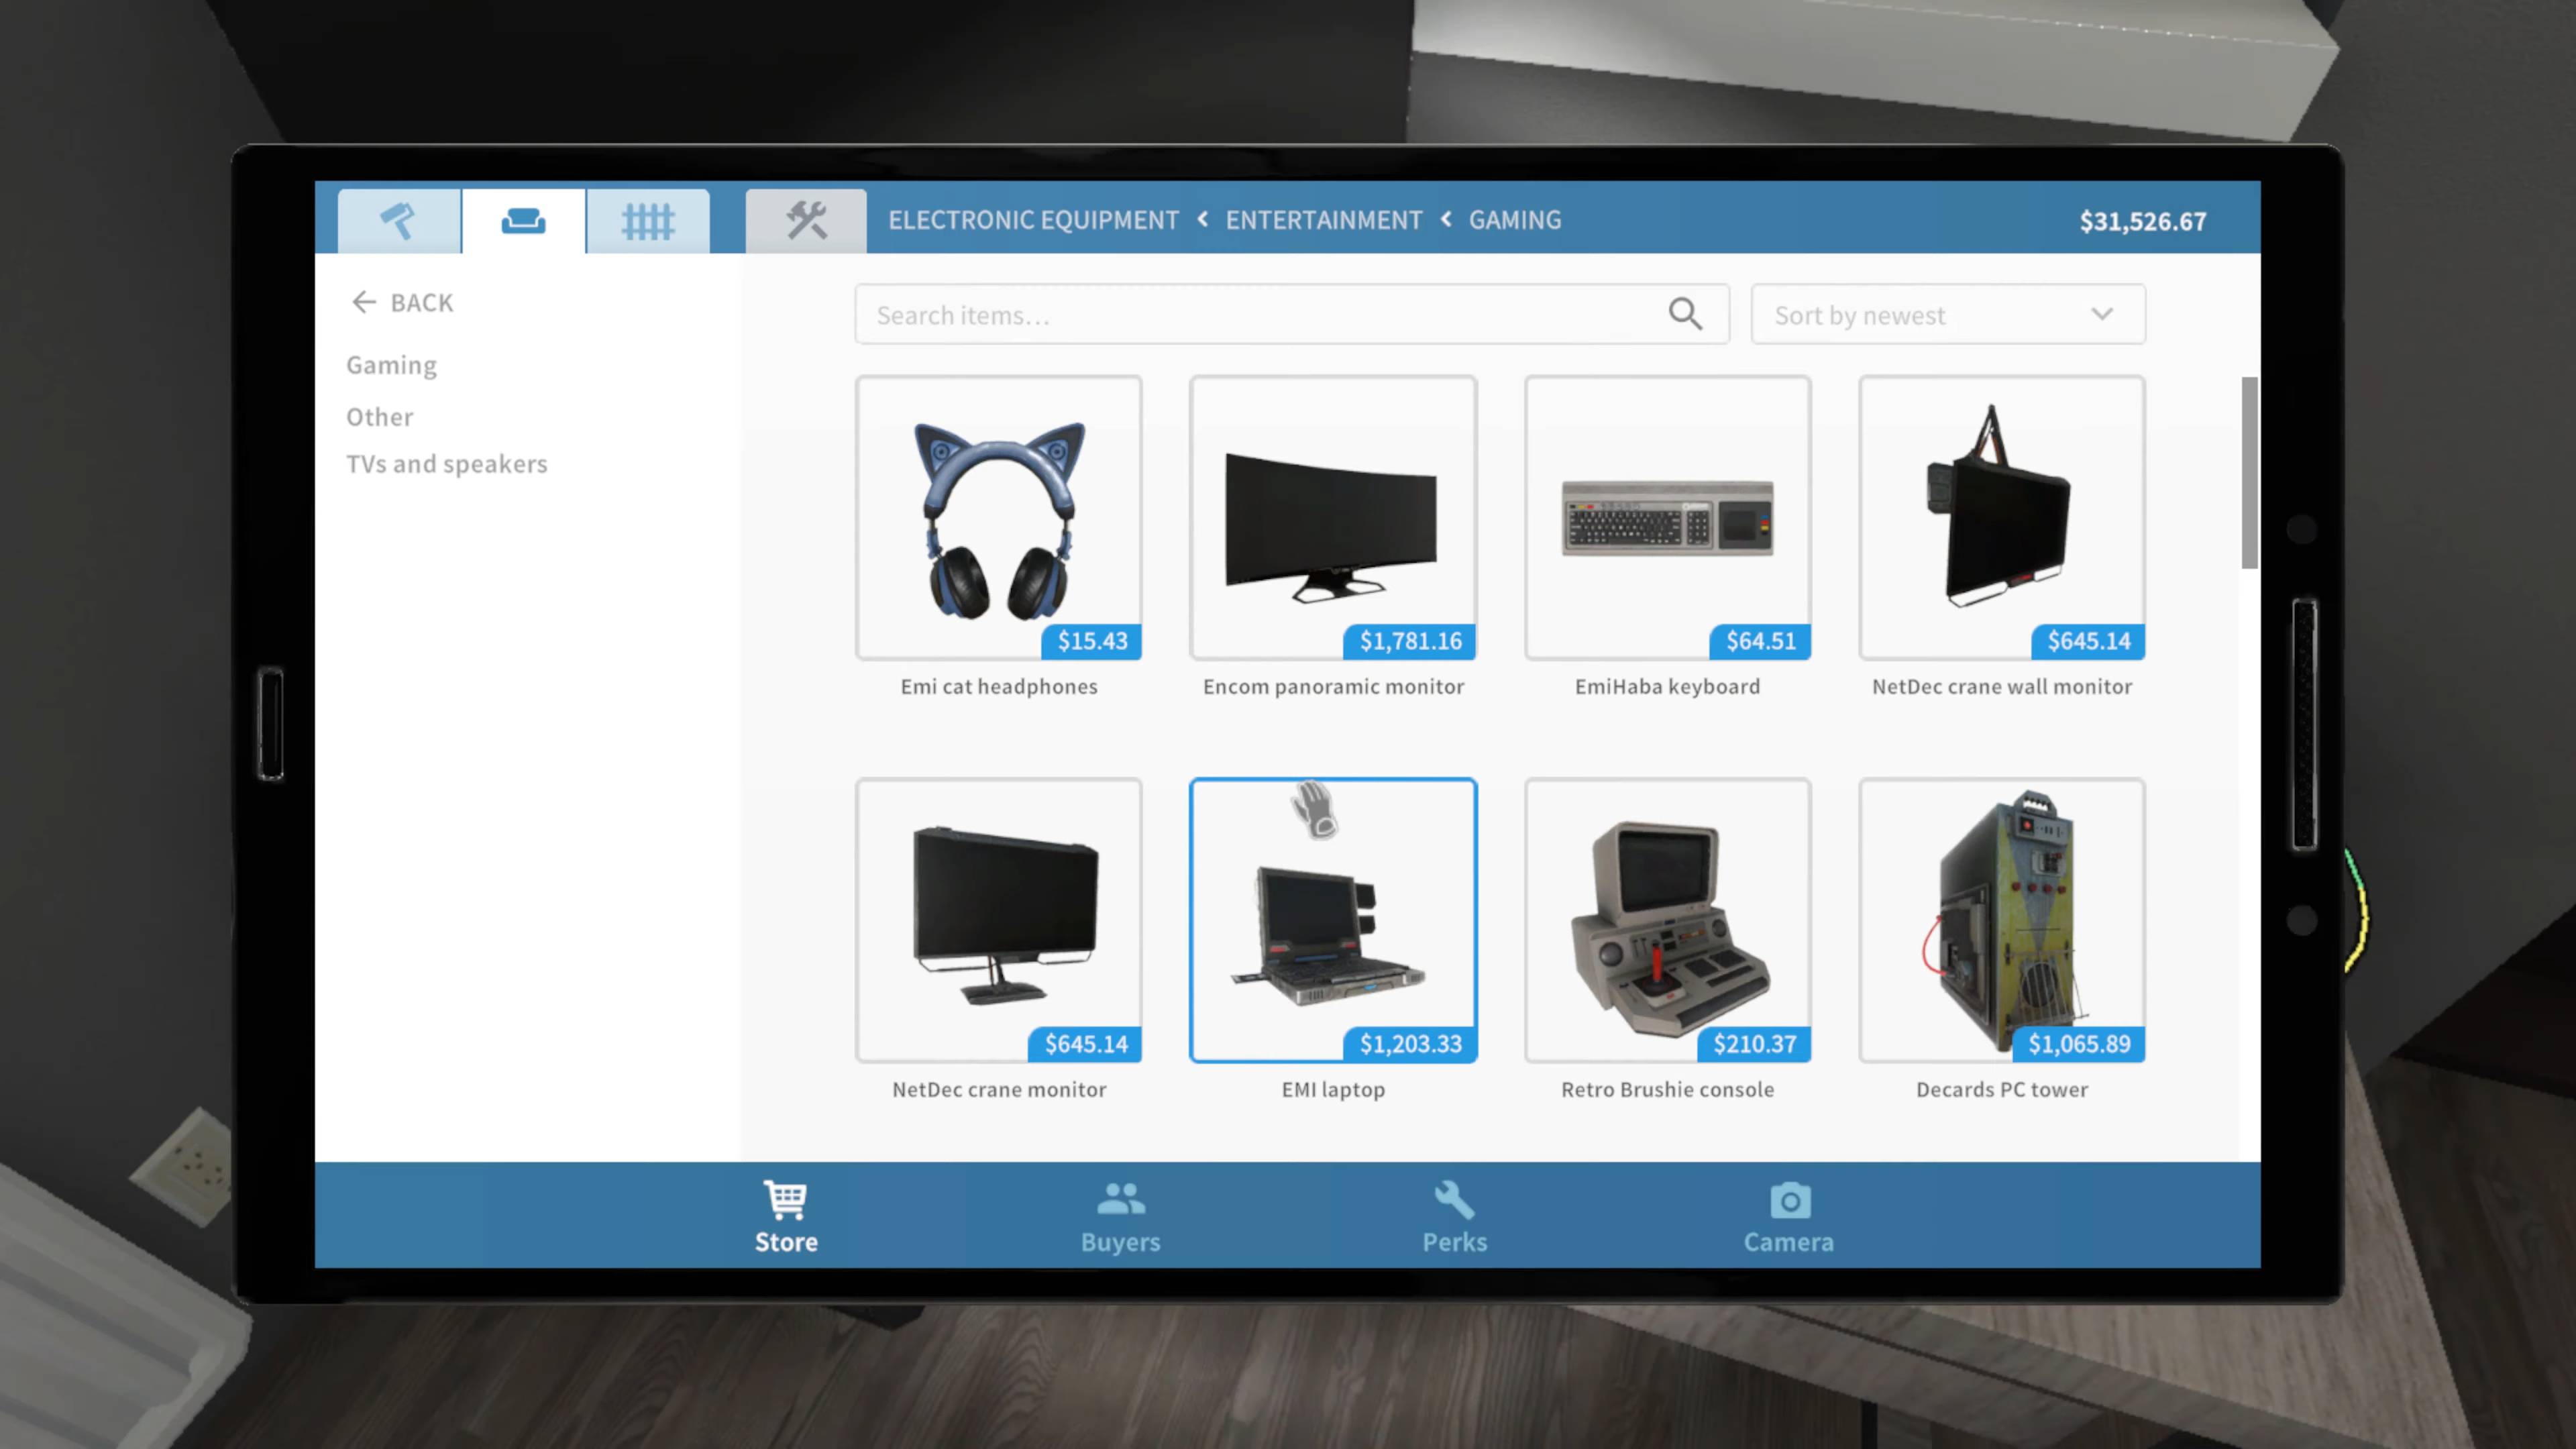 ELECTRONIC EQUIPMENT < ENTERTAINMENT < GAMING
$31,526.67
BACK
Gaming
Other
TVs and speakers
Search items...
Sort by newest
$15.43
$1,781.16
$64.51
$645.14
Emi cat headphones
Encom panoramic monitor
EmiHaba keyboard
NetDec crane wall monitor
$645.14
$1,203.33
$210.37
$1,065.89
NetDec crane monitor
EMI laptop
Retro Brushie console
Decards PC tower
Store
Buyers
Perks
Camera